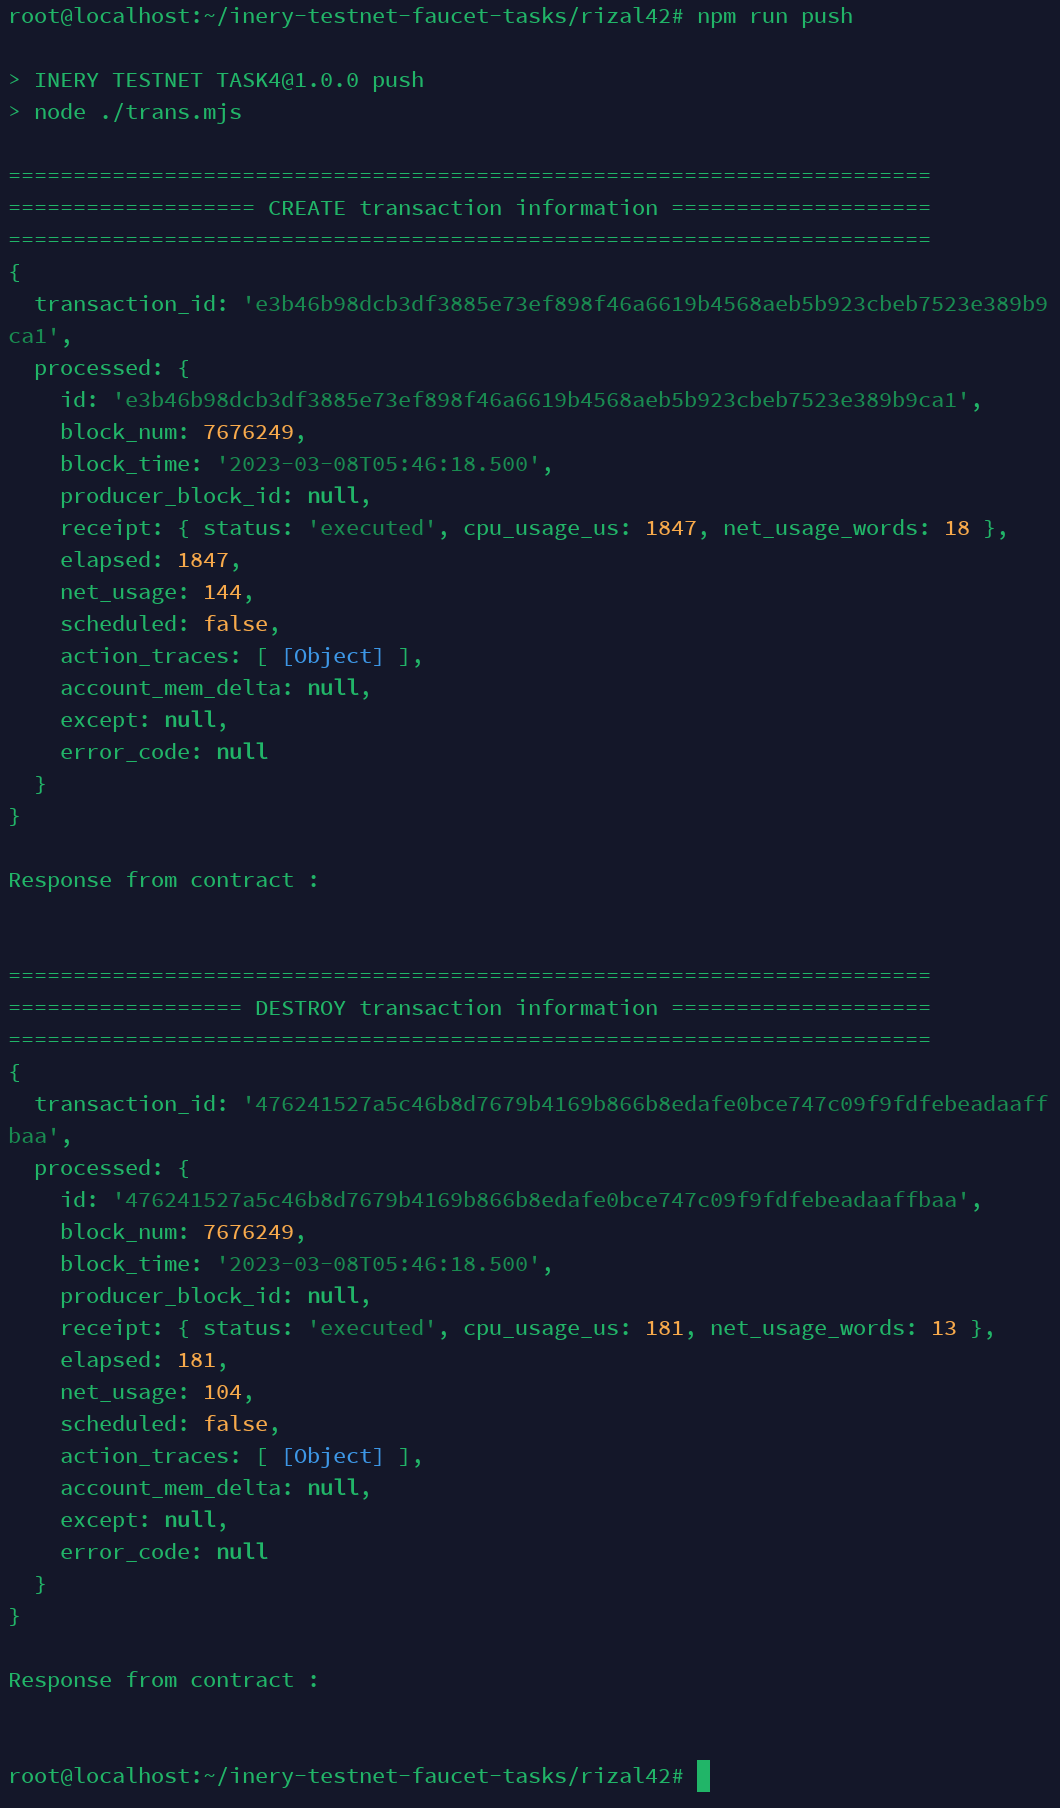 root@localhost:~/inery-testnet-faucet-tasks/rizal42# npm run push
> INERY TESTNET TASK4@1.0.0 push
> node ./trans.mjs
=======================================================================
=================== CREATE transaction information ====================
=======================================================================
{
  transaction_id: 'e3b46b98dcb3df3885e73ef898f46a6619b4568aeb5b923cbeb7523e389b9
ca1',
  processed: {
    id: 'e3b46b98dcb3df3885e73ef898f46a6619b4568aeb5b923cbeb7523e389b9ca1',
    block_num: 7676249,
    block_time: '2023-03-08T05:46:18.500',
    producer_block_id: null,
    receipt: { status: 'executed', cpu_usage_us: 1847, net_usage_words: 18 },
    elapsed: 1847,
    net_usage: 144,
    scheduled: false,
    action_traces: [ [Object] ],
    account_mem_delta: null,
    except: null,
    error_code: null
  }
}
Response from contract :
=======================================================================
================== DESTROY transaction information ====================
=======================================================================
{
  transaction_id: '476241527a5c46b8d7679b4169b866b8edafe0bce747c09f9fdfebeadaaff
baa',
  processed: {
    id: '476241527a5c46b8d7679b4169b866b8edafe0bce747c09f9fdfebeadaaffbaa',
    block_num: 7676249,
    block_time: '2023-03-08T05:46:18.500',
    producer_block_id: null,
    receipt: { status: 'executed', cpu_usage_us: 181, net_usage_words: 13 },
    elapsed: 181,
    net_usage: 104,
    scheduled: false,
    action_traces: [ [Object] ],
    account_mem_delta: null,
    except: null,
    error_code: null
  }
}
Response from contract :
root@localhost:~/inery-testnet-faucet-tasks/rizal42#